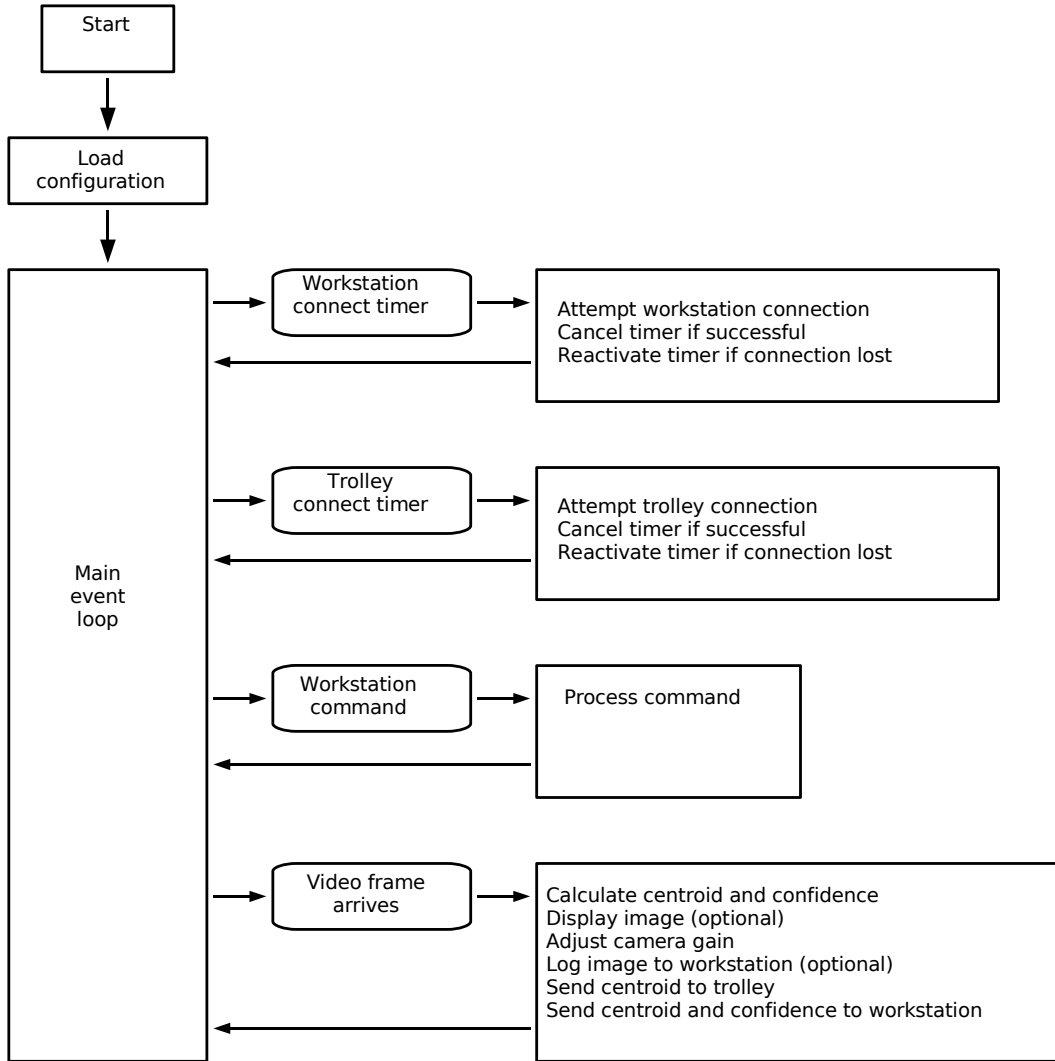 Start
Load
configuration
Workstation
connect timer
Attempt workstation connection
Cancel timer if successful
Reactivate timer if connection lost
Trolley
connect timer
Attempt trolley connection
Cancel timer if successful
Reactivate timer if connection lost
Main
event
loop
Workstation
command
Process command
Video frame
arrives
Calculate centroid and confidence
Display image (optional)
Adjust camera gain
Log image to workstation (optional)
Send centroid to trolley
Send centroid and confidence to workstation